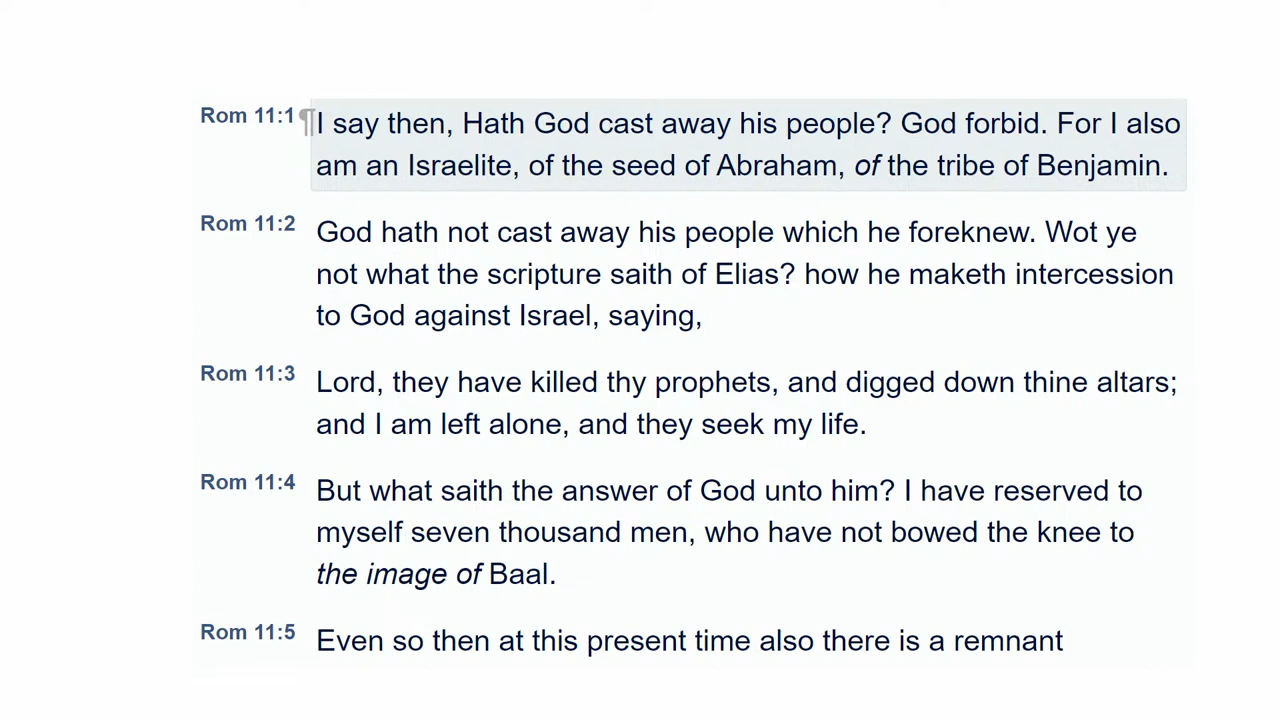 Rom 11:1 ¶I say then, Hath God cast away his people? God forbid. For I also
am an Israelite, of the seed of Abraham, of the tribe of Benjamin.
Rom 11:2 God hath not cast away his people which he foreknew. Wot ye
not what the scripture saith of Elias? how he maketh intercession
to God against Israel, saying,
Rom 11:3 Lord, they have killed thy prophets, and digged down thine altars;
and I am left alone, and they seek my life.
Rom 11:4 But what saith the answer of God unto him? I have reserved to
myself seven thousand men, who have not bowed the knee to
the image of Baal.
Rom 11:5 Even so then at this present time also there is a remnant